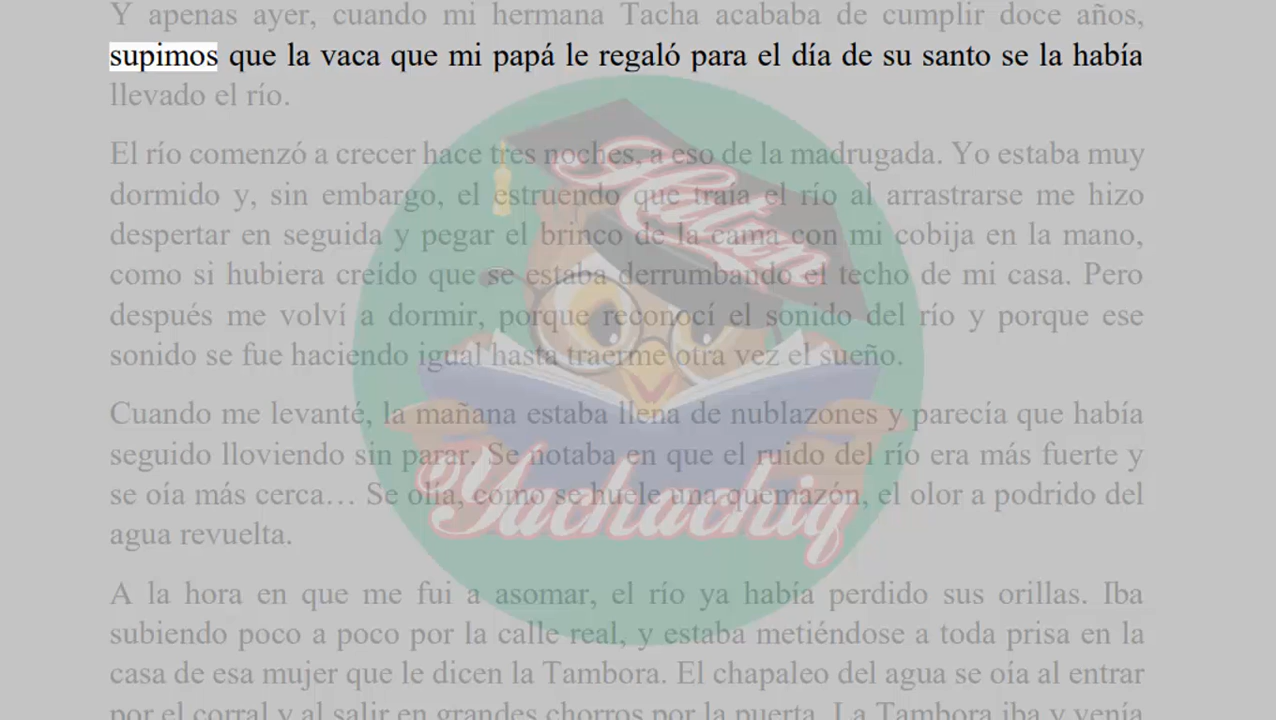 Y apenas ayer, cuando mi hermana Tacha acababa de cumplir doce años,
supimos que la vaca que mi papá le regaló para el día de su santo se la había
llevado el río.
El río comenzó a crecer hace tres noches, a eso de la madrugada. Yo estaba muy
dormido y, sin embargo, el estruendo que traía el río al arrastrarse me hizo
despertar en seguida y pegar el brinco de la cama con mi cobija en la mano,
como si hubiera creído que se estaba derrumbando el techo de mi casa. Pero
después me volví a dormir, porque reconocí el sonido del río y porque ese
sonido se fue haciendo igual hasta traerme otra vez el sueño.
Cuando me levanté, la mañana estaba llena de nublazones y parecía que había
seguido lloviendo sin parar. Se notaba en que el ruido del río era más fuerte y
se oía más cerca… Se olía, como se huele una quemazón, el olor a podrido del
agua revuelta.
A la hora en que me fui a asomar, el río ya había perdido sus orillas. Iba
subiendo poco a poco por la calle real, y estaba metiéndose a toda prisa en la
casa de esa mujer que le dicen la Tambora. El chapaleo del agua se oía al entrar
por el corral y al salir en grandes chorros por la puerta. La Tambora iba y venía
@Yachachiq